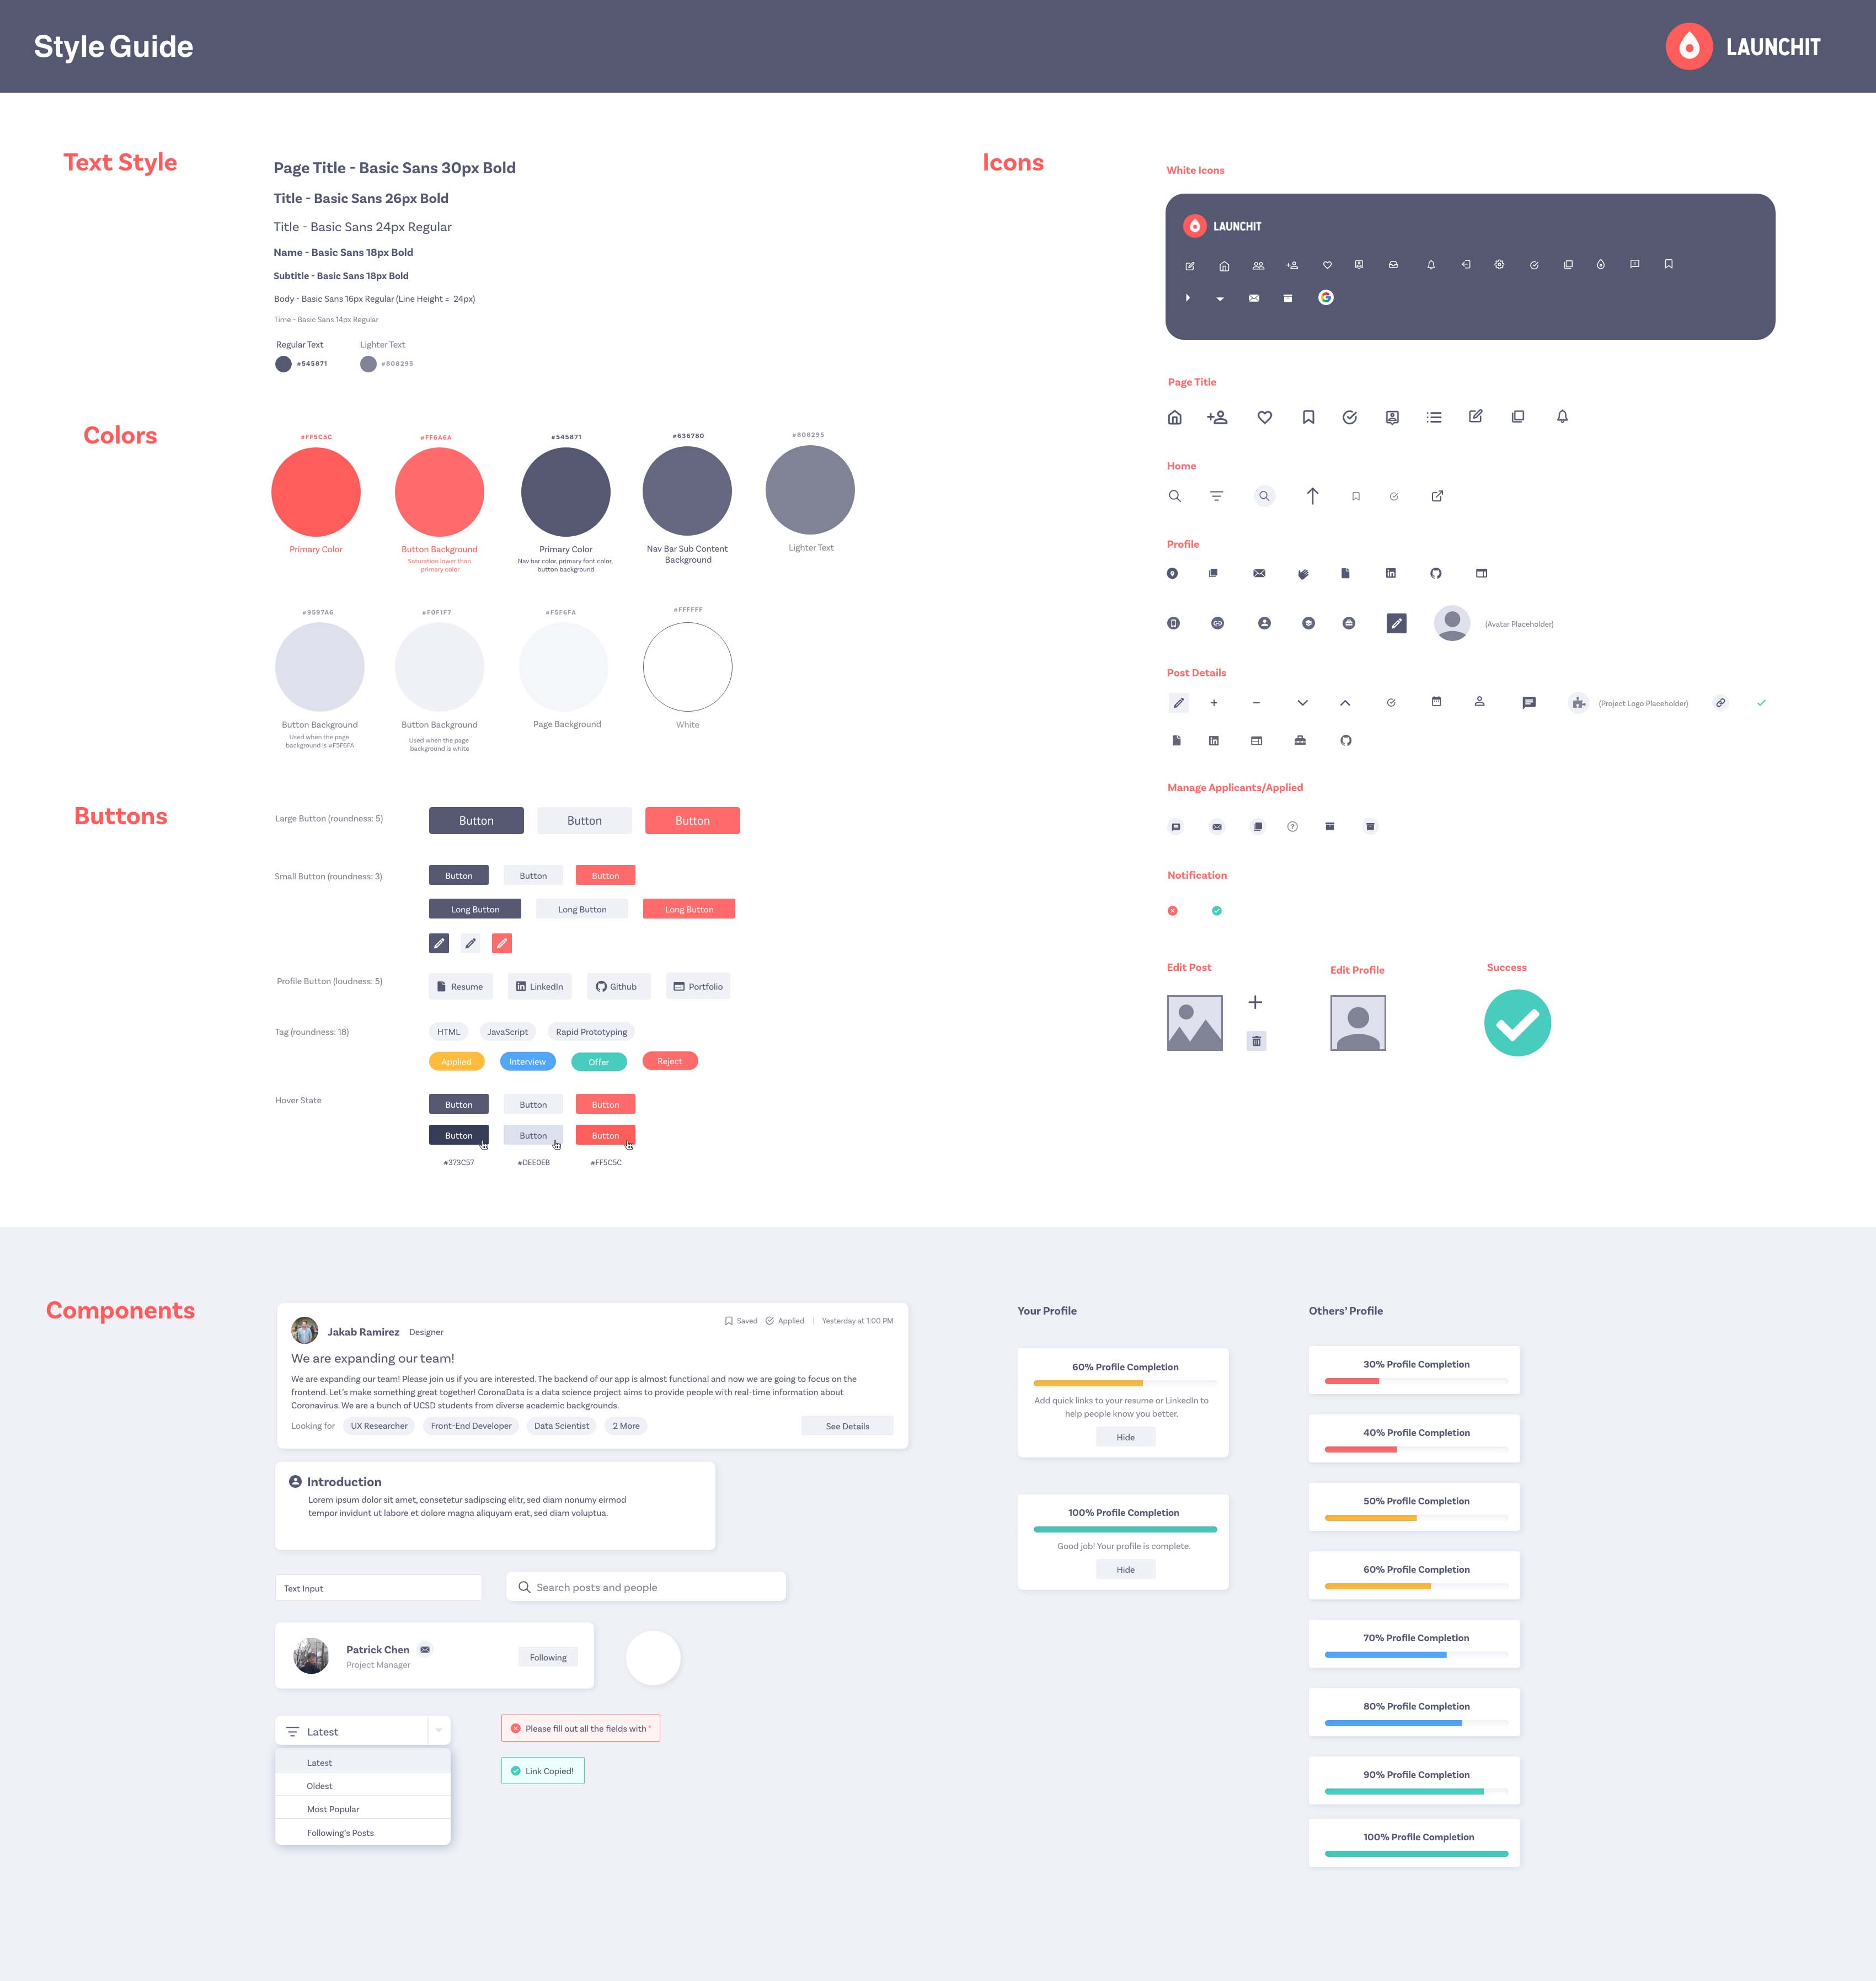 Style Guide
LAUNCHIT
Text Style
Page Title - Basic Sans 30px Bold
Title - Basic Sans 26px Bold
Title - Basic Sans 24px Regular
Name - Basic Sans 18px Bold
Subtitle - Basic Sans 18px Bold
Body - Basic Sans 16px Regular (Line Height = 24px)
Time - Basic Sans 14px Regular
Regular Text
Lighter Text
#545871
#808295
Colors
#FF5C5C
#FF6A6A
#545871
#636780
#808295
Primary Color
Button Background
Saturation lower than
primary color
Primary Color
Nav bar color, primary font color,
button background
Nav Bar Sub Content
Background
Lighter Text
#9597A6
#F0F1F7
#F5F6FA
#FFFFFF
Button Background
Used when the page
background is #F5F6FA
Button Background
Used when the page
background is white
Page Background
White
Buttons
Large Button (roundness: 5)
Button
Button
Button
Small Button (roundness: 3)
Button
Button
Button
Long Button
Long Button
Long Button
Profile Button (loudness: 5)
Resume
LinkedIn
Github
Portfolio
Tag (roundness: 18)
HTML
JavaScript
Rapid Prototyping
Applied
Interview
Offer
Reject
Hover State
Button
Button
Button
Button
Button
Button
#373C57
#DEE0EB
#FF5C5C
Icons
White Icons
LAUNCHIT
Page Title
Home
Profile
(Avatar Placeholder)
Post Details
(Project Logo Placeholder)
Manage Applicants/Applied
Notification
Edit Post
Edit Profile
Success
Components
Jakab Ramirez
Designer
Saved
Applied
|
Yesterday at 1:00 PM
We are expanding our team!
We are expanding our team! Please join us if you are interested. The backend of our app is almost functional and now we are going to focus on the
frontend. Let's make something great together! CoronaData is a data science project aims to provide people with real-time information about
Coronavirus. We are a bunch of UCSD students from diverse academic backgrounds.
Looking for
UX Researcher
Front-End Developer
Data Scientist
2 More
See Details
Introduction
Lorem ipsum dolor sit amet, consetetur sadipscing elitr, sed diam nonumy eirmod
tempor invidunt ut labore et dolore magna aliquyam erat, sed diam voluptua.
Text Input
Search posts and people
Patrick Chen
Project Manager
Following
Latest
Latest
Oldest
Most Popular
Following's Posts
Please fill out all the fields with *
Link Copied!
Your Profile
60% Profile Completion
Add quick links to your resume or LinkedIn to
help people know you better.
Hide
100% Profile Completion
Good job! Your profile is complete.
Hide
Others' Profile
30% Profile Completion
40% Profile Completion
50% Profile Completion
60% Profile Completion
70% Profile Completion
80% Profile Completion
90% Profile Completion
100% Profile Completion